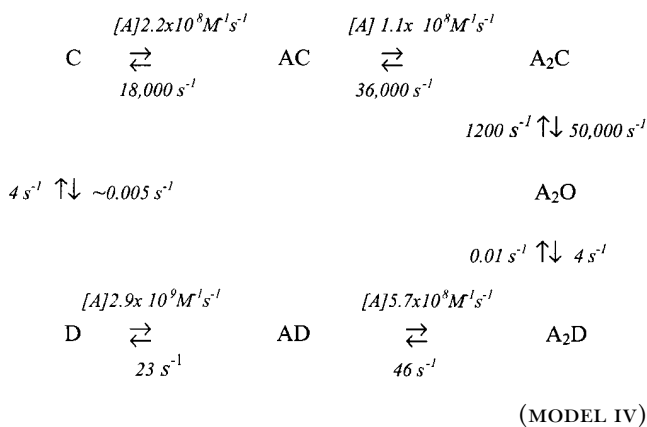 [A]2.2x10⁸M⁻¹s⁻¹ [A] 1.1x 10⁸M⁻¹s⁻¹
C ⇄ AC ⇄ A₂C
18,000 s⁻¹ 36,000 s⁻¹
1200 s⁻¹ ↑↓ 50,000 s⁻¹
4 s⁻¹ ↑↓ ~0.005 s⁻¹ A₂O
0.01 s⁻¹ ↑↓ 4 s⁻¹
[A]2.9x 10⁹M⁻¹s⁻¹ [A]5.7x10⁸M⁻¹s⁻¹
D ⇄ AD ⇄ A₂D
23 s⁻¹ 46 s⁻¹
(MODEL IV)